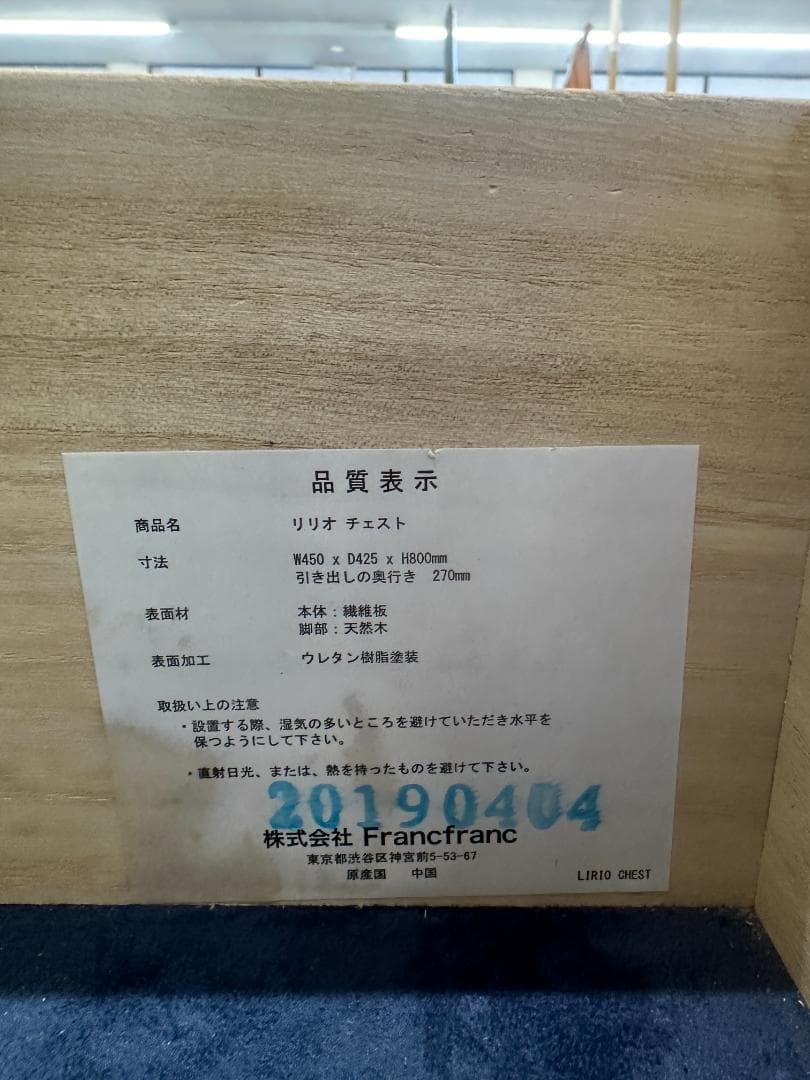 品質表示
商品名 リリオ チェスト
寸法 W450 x D425 x H800mm
引き出しの奥行き 270mm
表面材 本体：繊維板
脚部：天然木
表面加工 ウレタン樹脂塗装
取扱い上の注意
・設置する際、湿気の多いところを避けていただき水平を
保つようにして下さい。
・直射日光、または、熱を持ったものを避けて下さい。
20190404
株式会社 Francfranc
東京都渋谷区神宮前5-53-67
原産国 中国
LIRIO CHEST